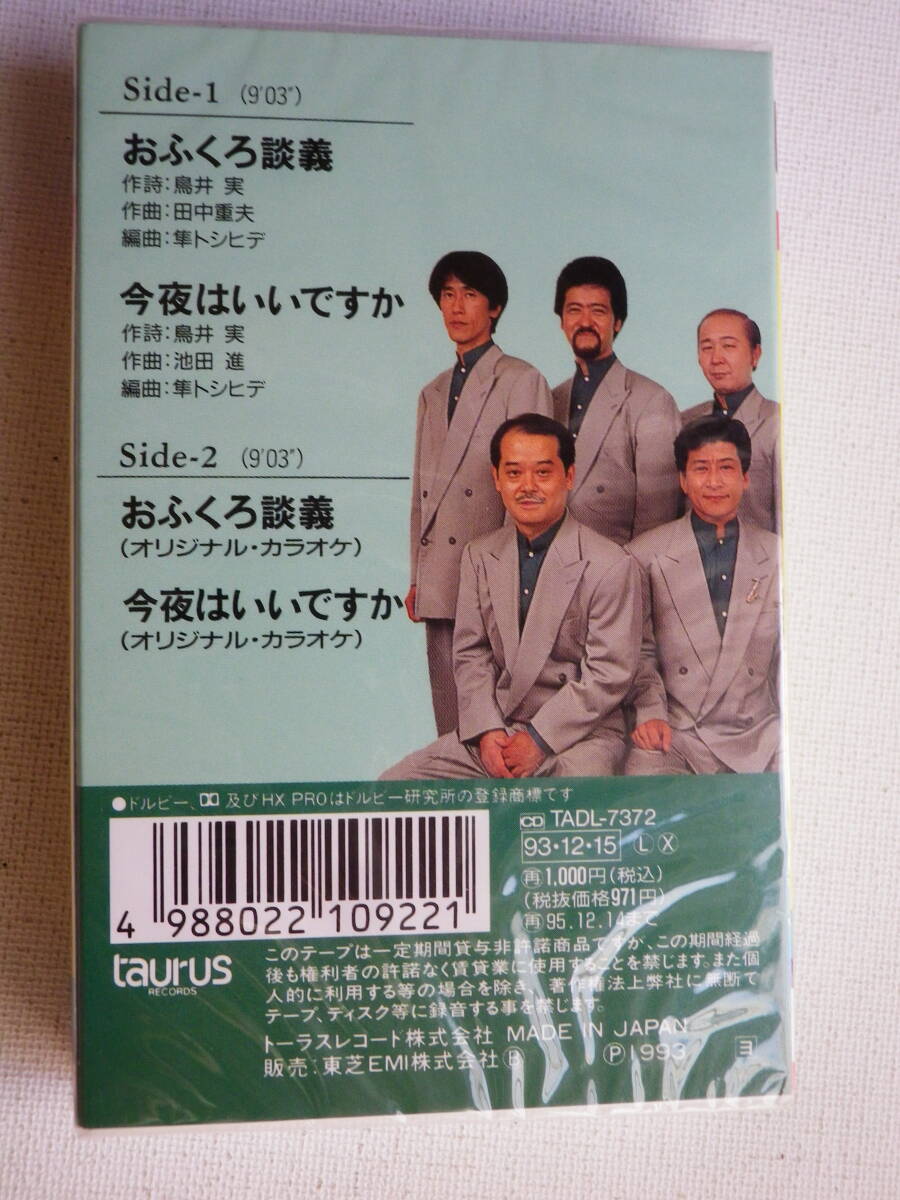 Side-1 (9'03")
おふくろ談義
作詩:鳥井 実
作曲:田中重夫
編曲:隼トシヒデ
今夜はいいですか
作詩:鳥井 実
作曲:池田 進
編曲:隼トシヒデ
Side-2 (9'03")
おふくろ談義
(オリジナル・カラオケ)
今夜はいいですか
(オリジナル・カラオケ)
●ドルビー、 及びHX PROはドルビー研究所の登録商標です
CD TADL-7372
93・12・15 Ⓛ Ⓧ
再1,000円(税込)
(税抜価格971円)
再95.12.14まで
4 988022 109221
taurus
RECORDS
このテープは一定期間貸与非許諾商品ですが、この期間経過
後も権利者の許諾なく賃貸業に使用することを禁じます。また個
人的に利用する等の場合を除き、著作権法上弊社に無断で
テープ、ディスク等に録音する事を禁じます。
トーラスレコード株式会社 MADE IN JAPAN
販売:東芝EMI株式会社Ⓑ Ⓟ1993 ヨ